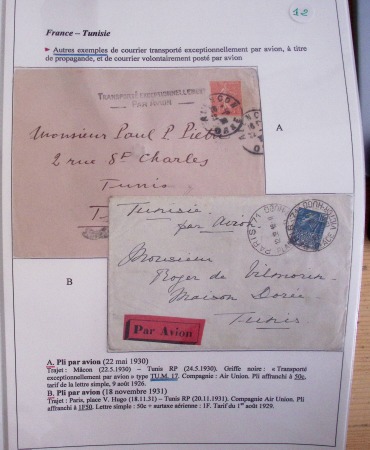 12
France – Tunisie
► Autres exemples de courrier transporté exceptionnellement par avion, à titre
de propagande, et de courrier volontairement posté par avion
TRANSPORTÉ EXCEPTIONNELLEMENT
PAR AVION
A
Monsieur Paul P. Pietri
2 rue St Charles
Tunis
Tunisie
par Avion
B
Monsieur
Roger de
Maison Dorée
Tunis
Par Avion
A. Pli par avion (22 mai 1930)
Trajet : Mâcon (22.5.1930) – Tunis RP (24.5.1930). Griffe noire : « Transporté
exceptionnellement par avion » type TU.M. 17. Compagnie : Air Union. Pli affranchi à 50c,
tarif de la lettre simple, 9 août 1926.
B. Pli par avion (18 novembre 1931)
Trajet : Paris, place V. Hugo (18.11.31) – Tunis RP (20.11.1931). Compagnie Air Union. Pli
affranchi à 1F50. Lettre simple : 50c + surtaxe aérienne : 1F. Tarif du 1er août 1929.